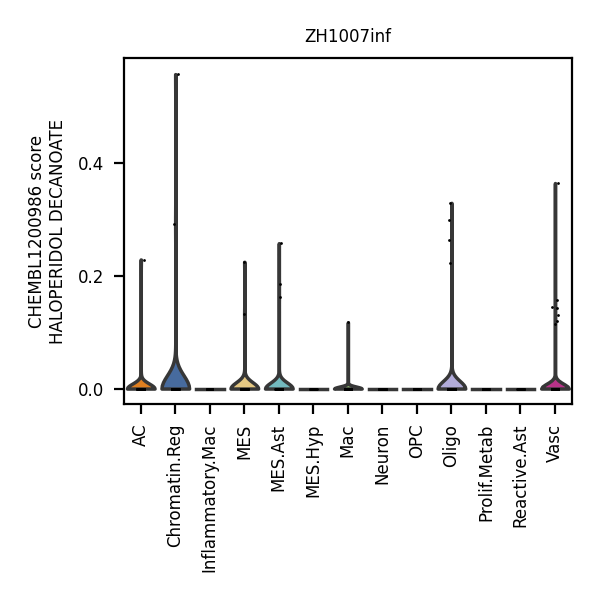 ZH1007inf
CHEMBL1200986 score
HALOPERIDOL DECANOATE
0.4
0.2
0.0
AC
Chromatin.Reg
Inflammatory.Mac
MES
MES.Ast
MES.Hyp
Mac
Neuron
OPC
Oligo
Prolif.Metab
Reactive.Ast
Vasc